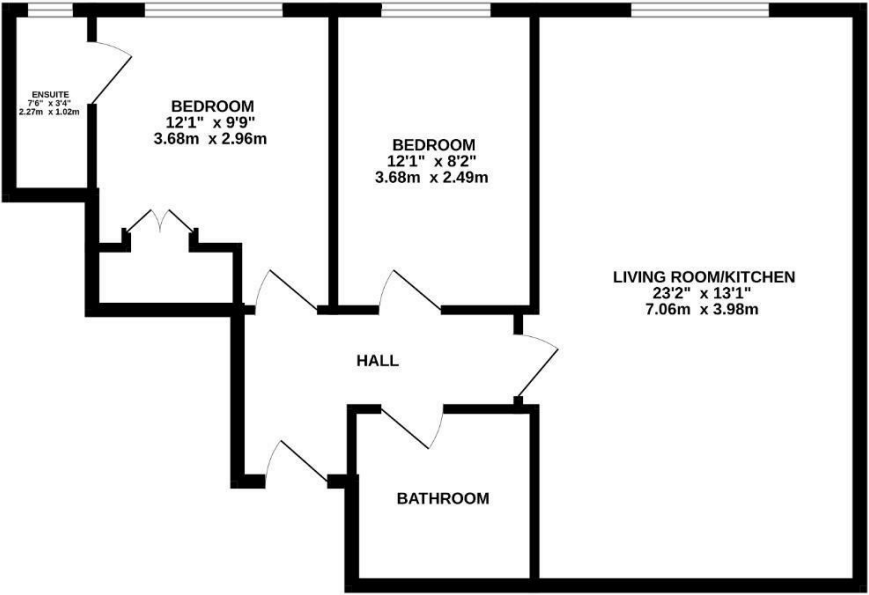 ENSUITE
7'6" x 3'4"
2.27m x 1.02m
BEDROOM
12'1" x 9'9"
3.68m x 2.96m
BEDROOM
12'1" x 8'2"
3.68m x 2.49m
LIVING ROOM/KITCHEN
23'2" x 13'1"
7.06m x 3.98m
HALL
BATHROOM